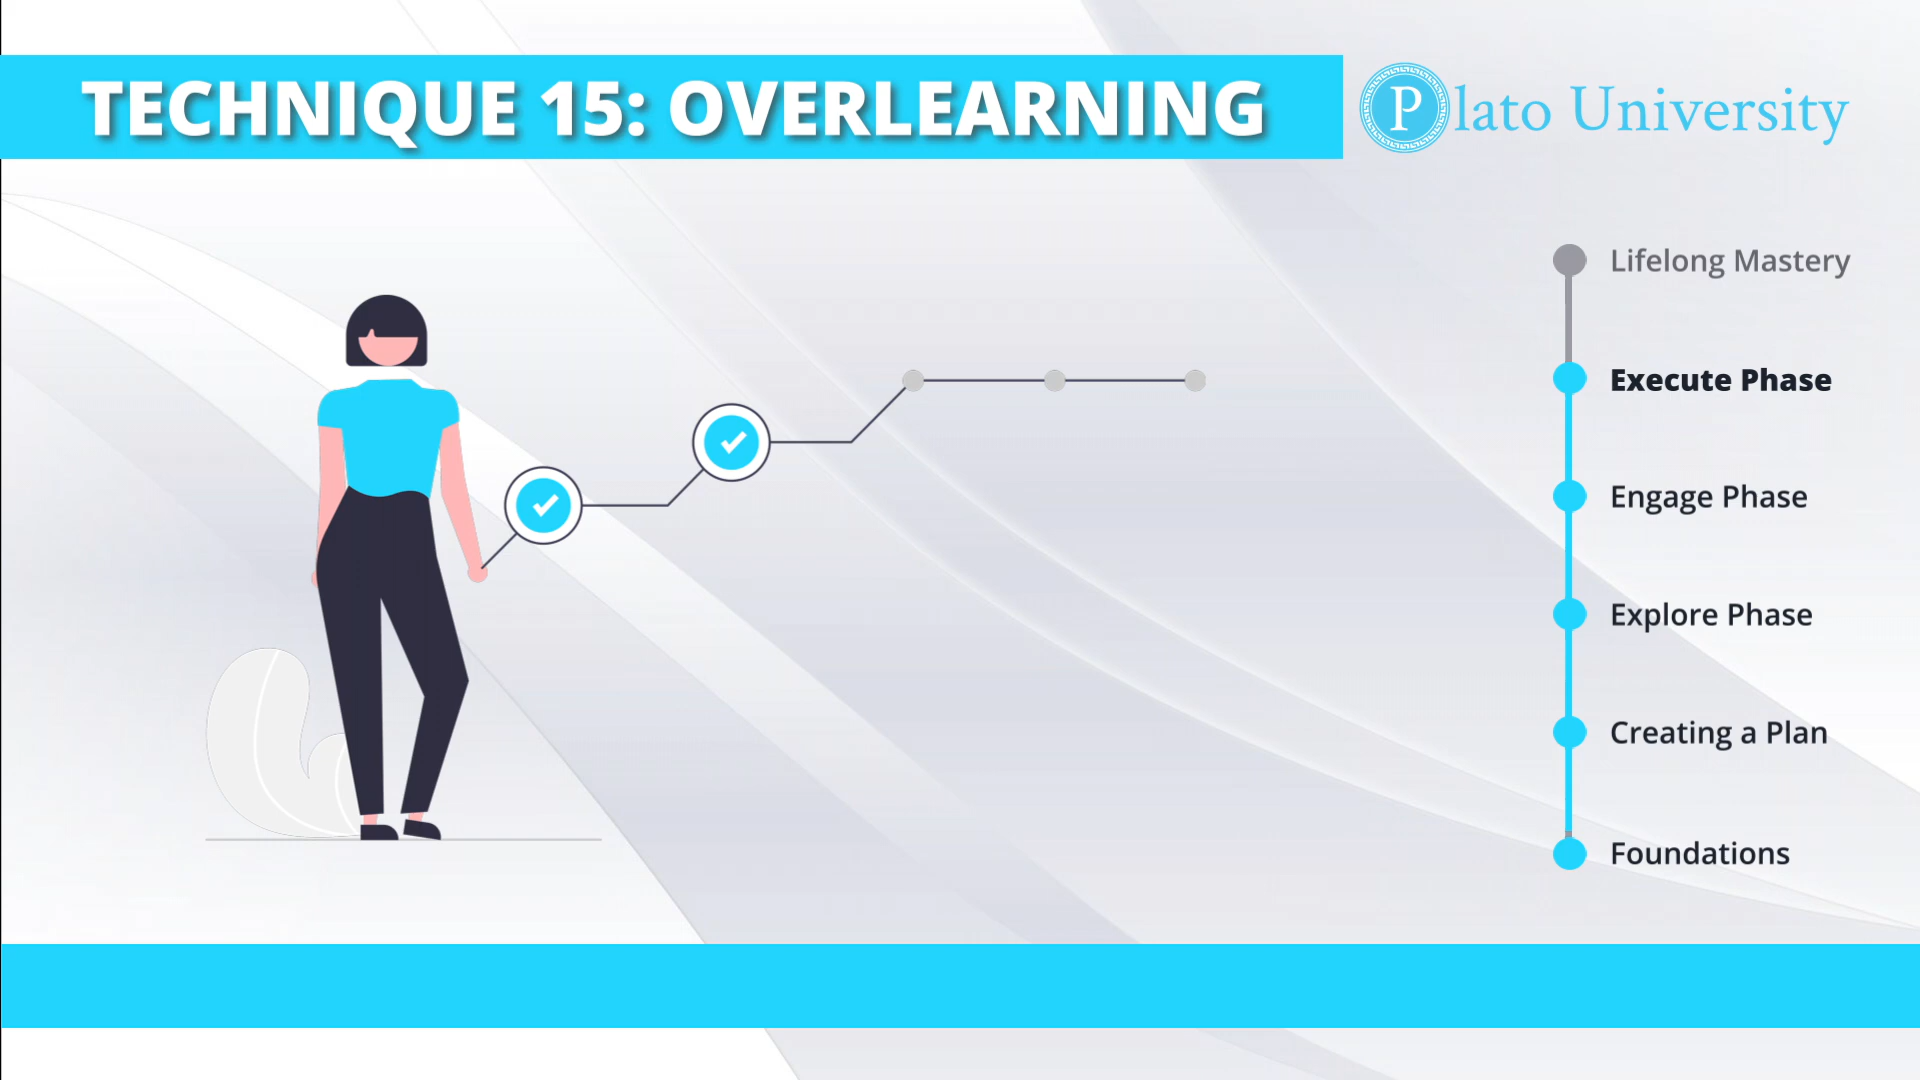 TECHNIQUE 15: OVERLEARNING
Plato University
Lifelong Mastery
Execute Phase
Engage Phase
Explore Phase
Creating a Plan
Foundations